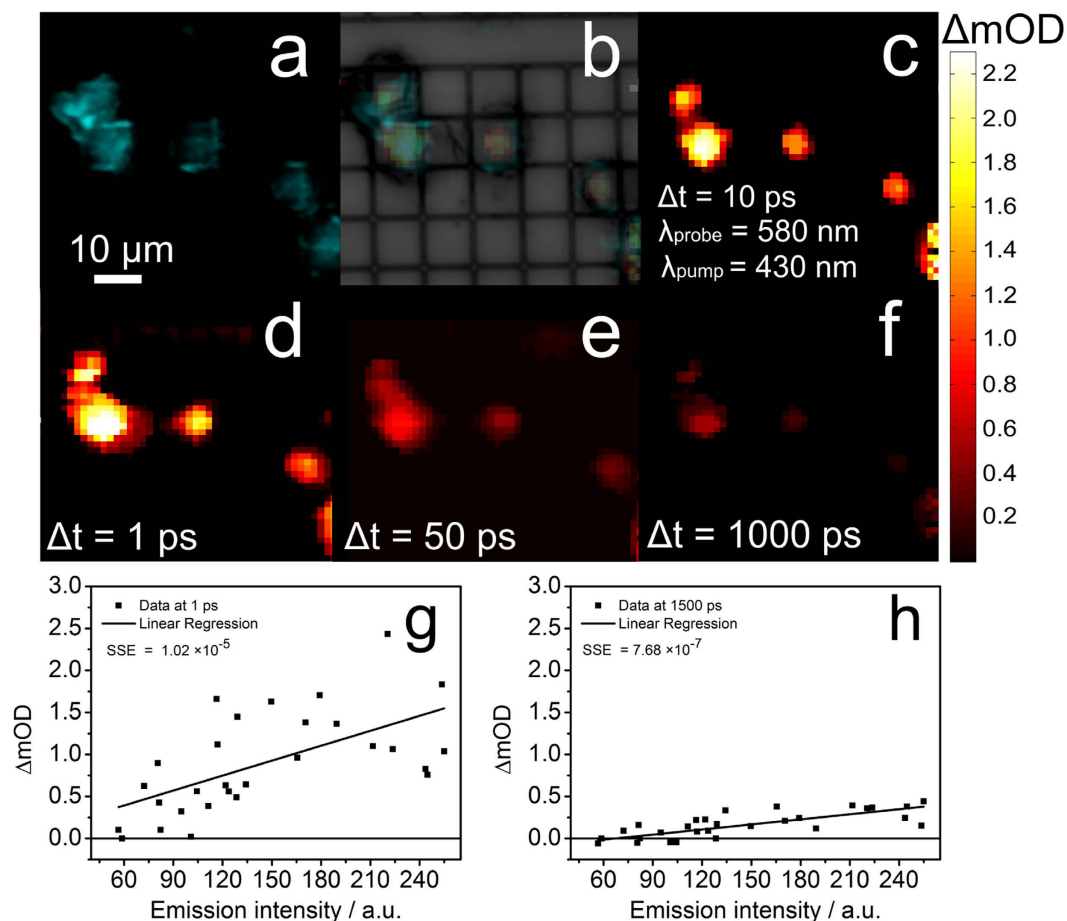 a
b
c
ΔmOD
10 µm
Δt = 10 ps
λprobe = 580 nm
λpump = 430 nm
2.2
2.0
1.8
1.6
1.4
1.2
1.0
0.8
0.6
0.4
0.2
d
e
f
Δt = 1 ps
Δt = 50 ps
Δt = 1000 ps
g
Data at 1 ps
Linear Regression
SSE = 1.02 ×10⁻⁵
3.0
2.5
2.0
1.5
1.0
0.5
0.0
ΔmOD
60 90 120 150 180 210 240
Emission intensity / a.u.
h
Data at 1500 ps
Linear Regression
SSE = 7.68 ×10⁻⁷
3.0
2.5
2.0
1.5
1.0
0.5
0.0
ΔmOD
60 90 120 150 180 210 240
Emission intensity / a.u.